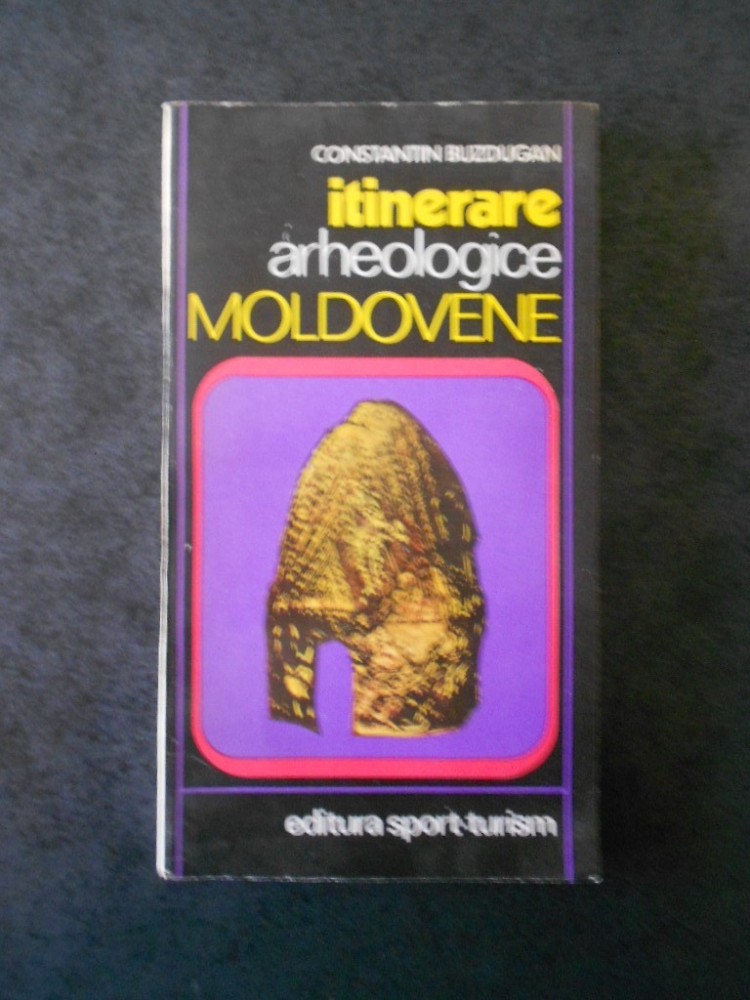 CONSTANTIN BUZDUGAN
itinerare
arheologice
MOLDOVENE
editura sport-turism